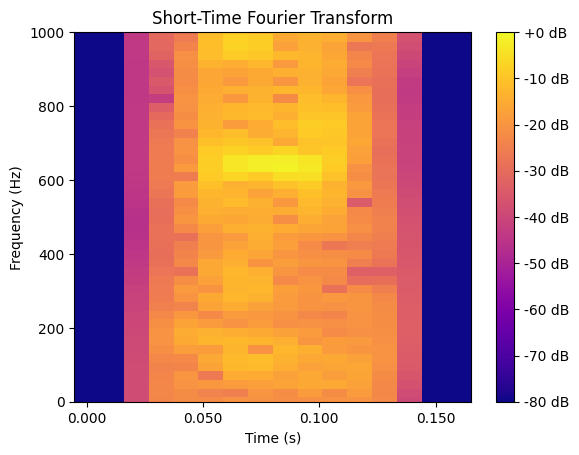 Short-Time Fourier Transform
1000
800
600
400
200
0
Frequency (Hz)
0.000
0.050
0.100
0.150
Time (s)
+0 dB
-10 dB
-20 dB
-30 dB
-40 dB
-50 dB
-60 dB
-70 dB
-80 dB